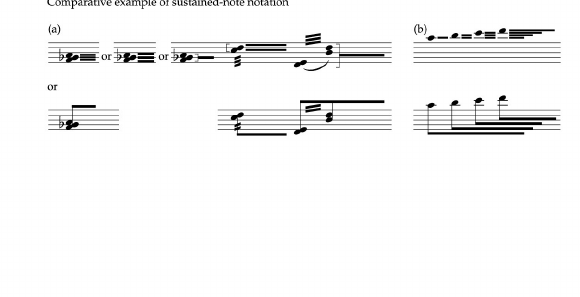 Comparative example of sustained-note notation
(a)
(b)
or
or
or